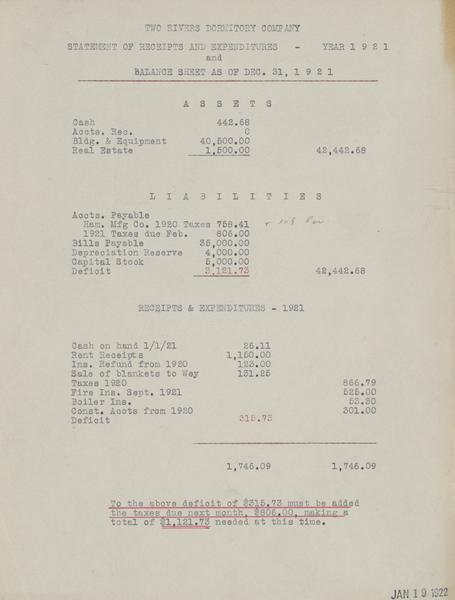 TWO RIVERS DORMITORY COMPANY
STATEMENT OF RECEIPTS AND EXPENDITURES - YEAR 1 9 2 1
and
BALANCE SHEET AS OF DEC. 31, 1 9 2 1
A S S E T S
Cash 442.68
Accts. Rec. 0
Bldg. & Equipment 40,500.00
Real Estate 1,500.00 42,442.68
L I A B I L I T I E S
Accts. Payable
Ham. Mfg Co. 1920 Taxes 758.41
1921 Taxes due Feb. 806.00
Bills Payable 35,000.00
Depreciation Reserve 4,000.00
Capital Stock 5,000.00
Deficit 3,121.73 42,442.68
RECEIPTS & EXPENDITURES - 1921
Cash on hand 1/1/21 26.11
Rent Receipts 1,150.00
Ins. Refund from 1920 123.00
Sale of blankets to Wey 131.25
Taxes 1920 866.79
Fire Ins. Sept. 1921 525.00
Boiler Ins. 53.30
Const. Accts from 1920 301.00
Deficit 315.73
1,746.09 1,746.09
To the above deficit of $315.73 must be added
the taxes due next month, $806.00, making a
total of $1,121.73 needed at this time.
JAN 19 1922